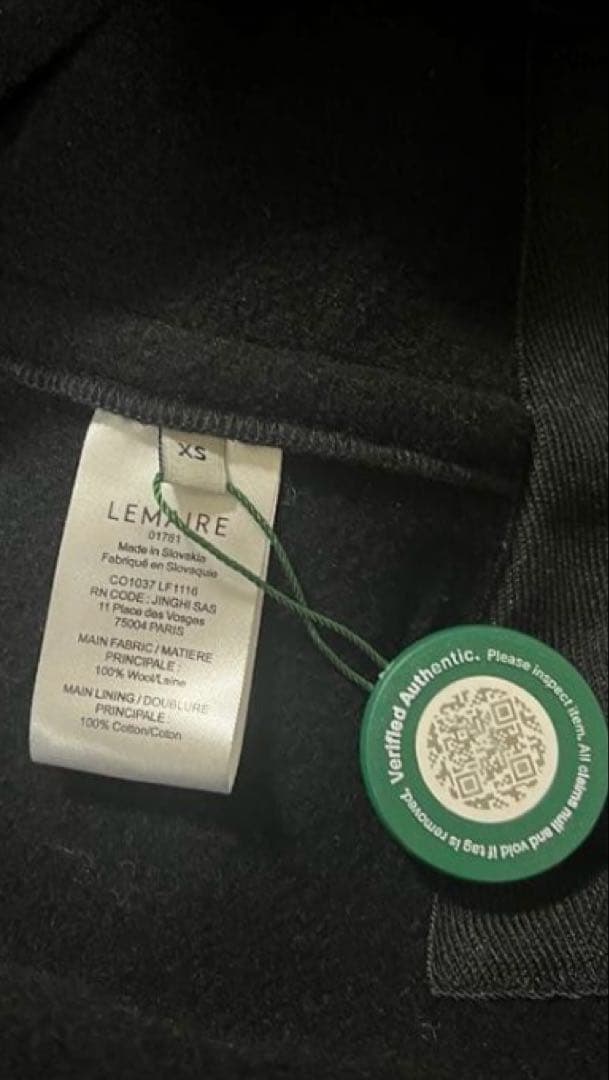 XS
LEMAIRE
01781
Made in Slovakia
Fabriqué en Slovaquie
CO1037 LF1116
RN CODE : JINGHI SAS
11 Place des Vosges
75004 PARIS
MAIN FABRIC / MATIERE
PRINCIPALE :
100% Wool/Laine
MAIN LINING / DOUBLURE
PRINCIPALE :
100% Cotton/Coton
Verified Authentic. Please inspect item. All claims null and void if tag is removed.